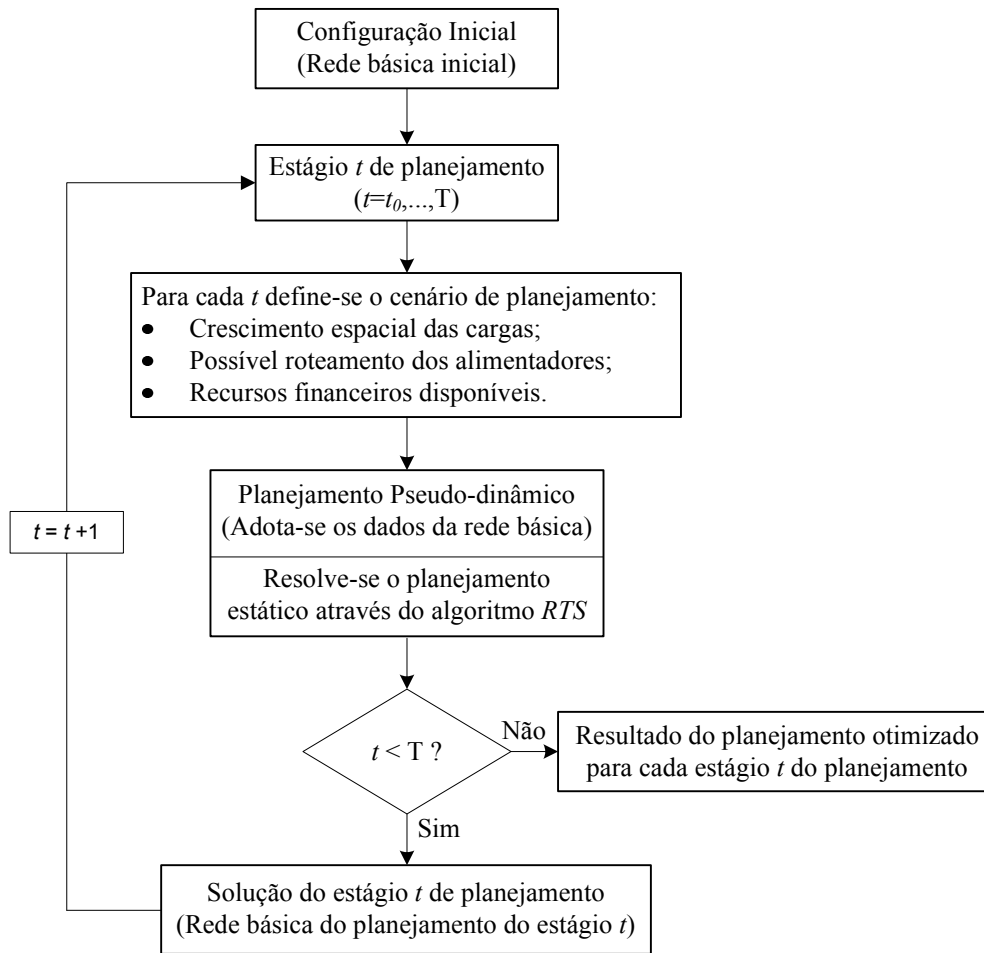 Configuração Inicial
(Rede básica inicial)
Estágio t de planejamento
(t=t₀,...,T)
Para cada t define-se o cenário de planejamento:
● Crescimento espacial das cargas;
● Possível roteamento dos alimentadores;
● Recursos financeiros disponíveis.
Planejamento Pseudo-dinâmico
(Adota-se os dados da rede básica)
Resolve-se o planejamento
estático através do algoritmo RTS
t = t +1
t < T ?
Não
Resultado do planejamento otimizado
para cada estágio t do planejamento
Sim
Solução do estágio t de planejamento
(Rede básica do planejamento do estágio t)